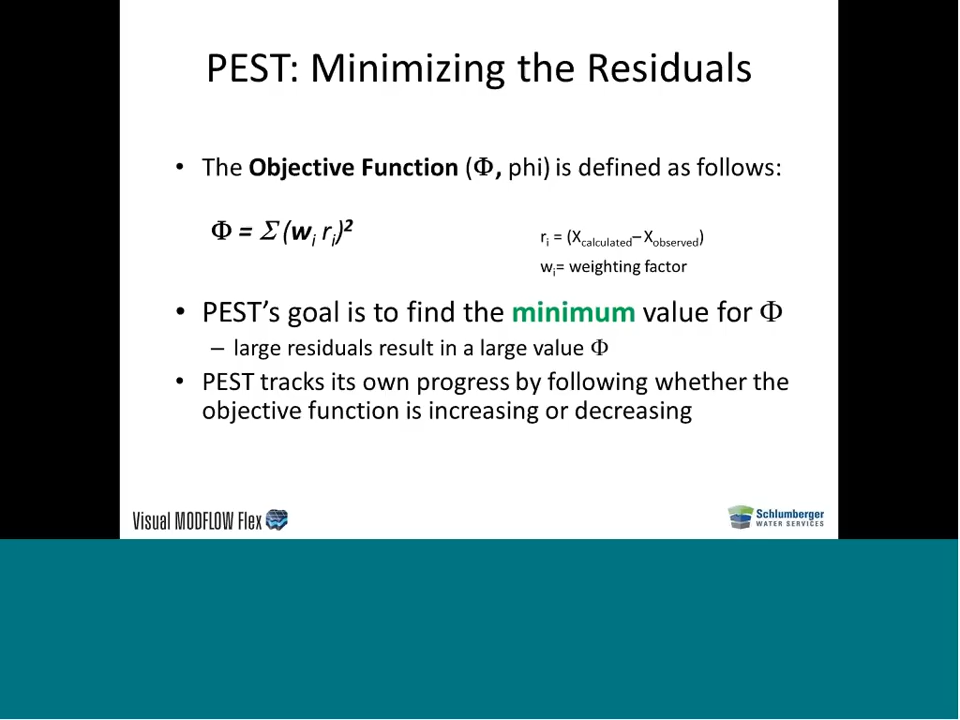 PEST: Minimizing the Residuals
• The Objective Function (Φ, phi) is defined as follows:
Φ = Σ (wᵢ rᵢ)²
rᵢ = (X_calculated – X_observed)
wᵢ= weighting factor
• PEST’s goal is to find the minimum value for Φ
– large residuals result in a large value Φ
• PEST tracks its own progress by following whether the
objective function is increasing or decreasing
Visual MODFLOW Flex
Schlumberger
WATER SERVICES